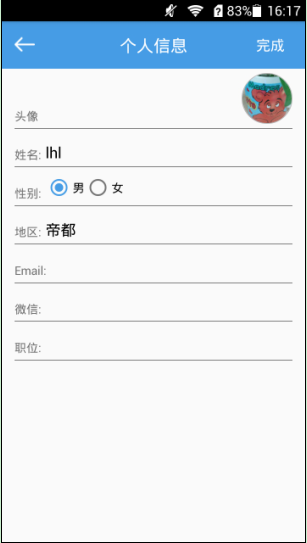 83% 16:17
个人信息 完成
头像
姓名: lhl
性别: 男 女
地区: 帝都
Email:
微信:
职位: